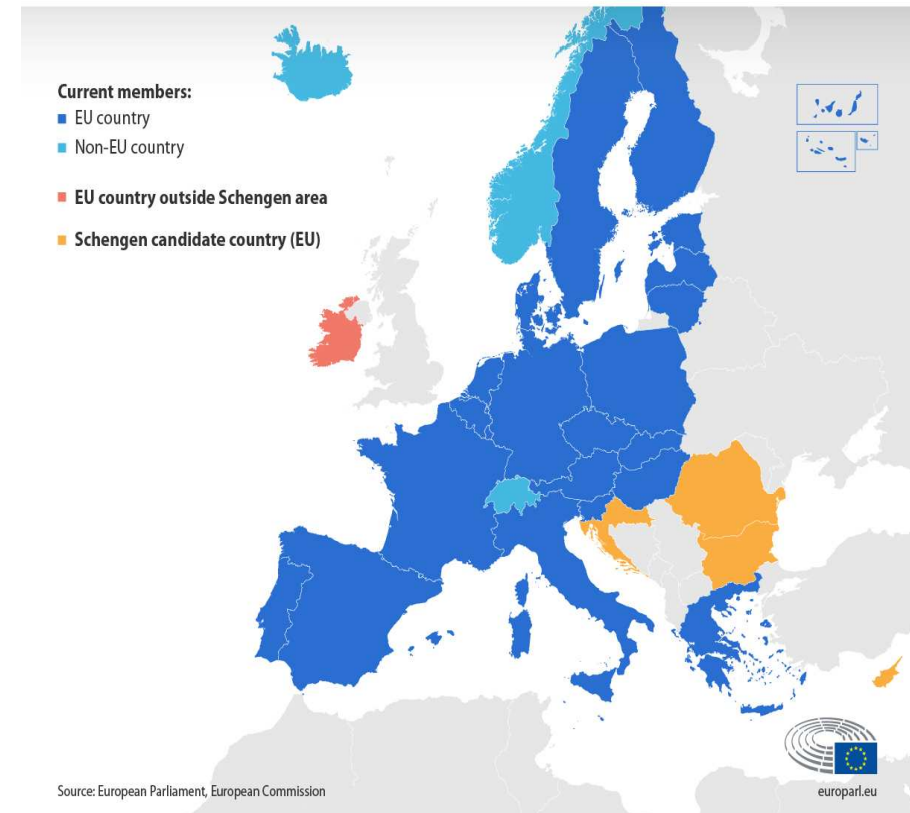 Current members:
EU country
Non-EU country
EU country outside Schengen area
Schengen candidate country (EU)
Source: European Parliament, European Commission
europarl.eu